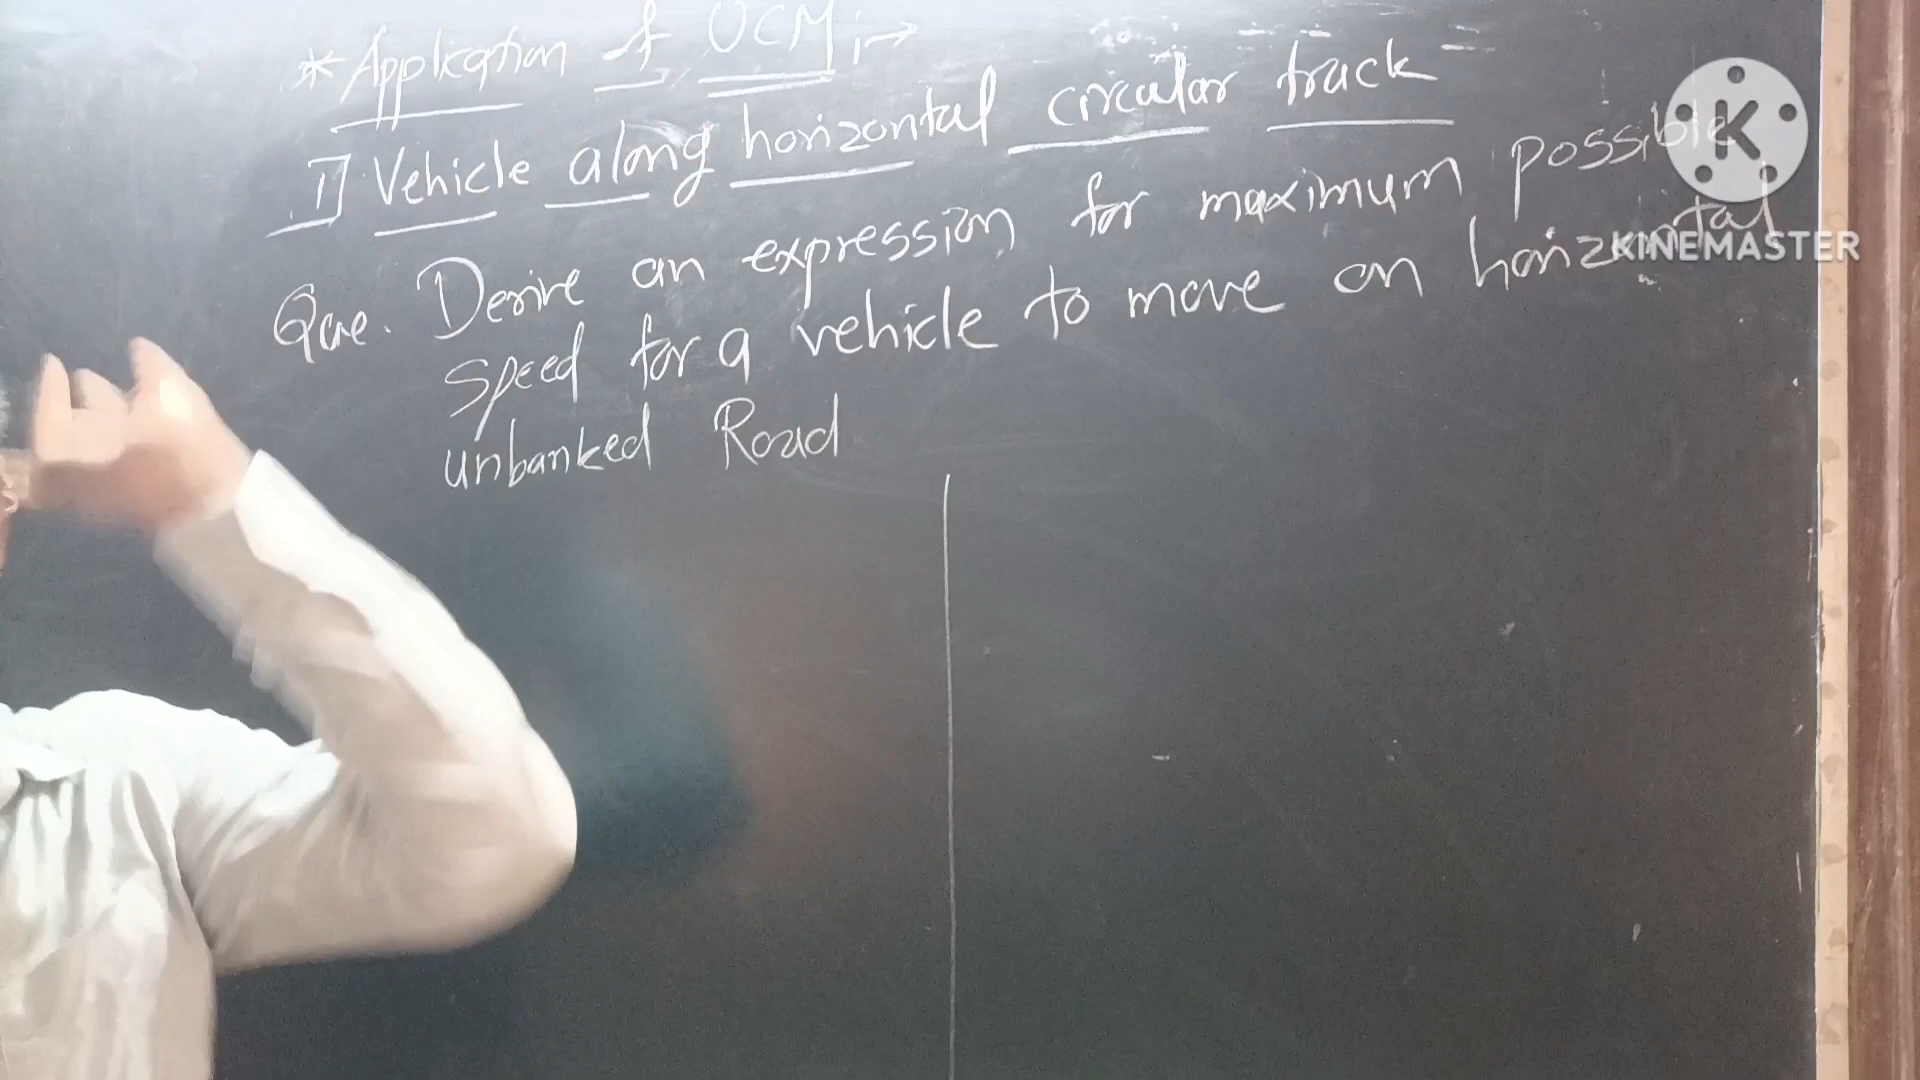 * Application of UCM :→
I] Vehicle along horizontal circular track
Que. Derive an expression for maximum possible
speed for a vehicle to move on horizontal
unbanked Road
K
KINEMASTER